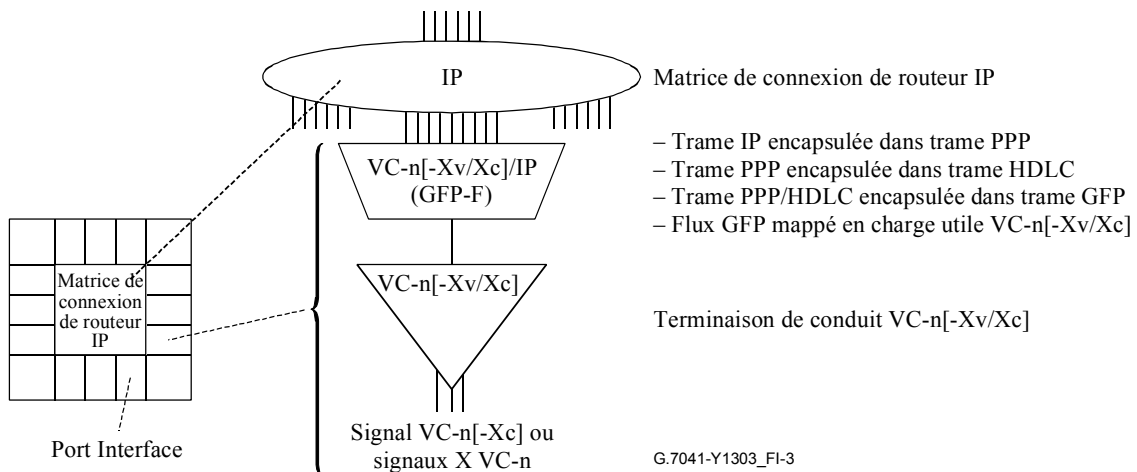 IP
Matrice de connexion de routeur IP
– Trame IP encapsulée dans trame PPP
– Trame PPP encapsulée dans trame HDLC
– Trame PPP/HDLC encapsulée dans trame GFP
– Flux GFP mappé en charge utile VC-n[-Xv/Xc]
VC-n[-Xv/Xc]/IP
(GFP-F)
Matrice de
connexion
de routeur
IP
VC-n[-Xv/Xc]
Terminaison de conduit VC-n[-Xv/Xc]
Port Interface
Signal VC-n[-Xc] ou
signaux X VC-n
G.7041-Y1303_FI-3